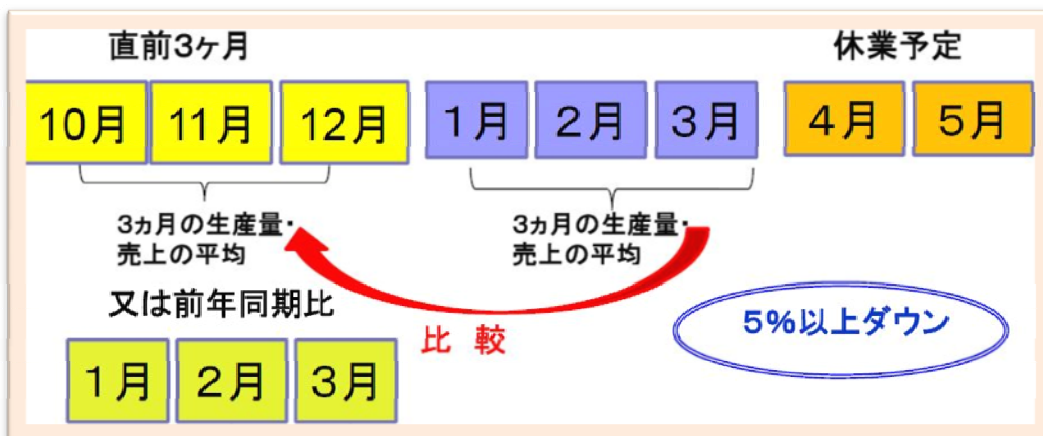 直前3ヶ月
休業予定
10月
11月
12月
1月
2月
3月
4月
5月
3ヵ月の生産量・
売上の平均
3ヵ月の生産量・
売上の平均
又は前年同期比
比 較
5%以上ダウン
1月
2月
3月